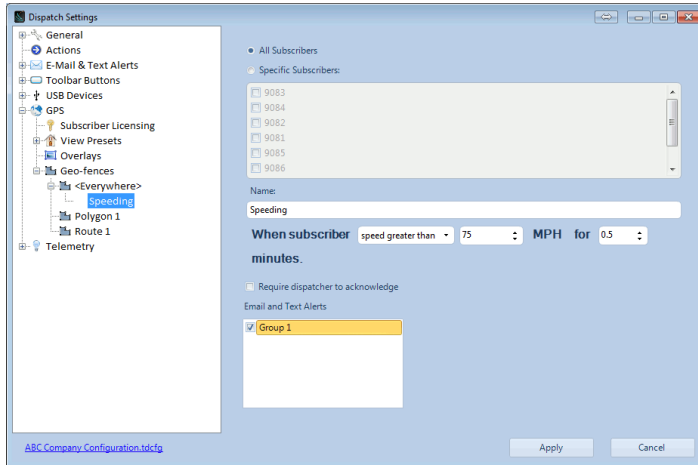 Dispatch Settings
General
Actions
E-Mail & Text Alerts
Toolbar Buttons
USB Devices
GPS
Subscriber Licensing
View Presets
Overlays
Geo-fences
<Everywhere>
Speeding
Polygon 1
Route 1
Telemetry
ABC Company Configuration.tdcfg
All Subscribers
Specific Subscribers:
9083
9084
9082
9081
9085
9086
Name:
Speeding
When subscriber speed greater than 75 MPH for 0.5
minutes.
Require dispatcher to acknowledge
Email and Text Alerts
Group 1
Apply Cancel